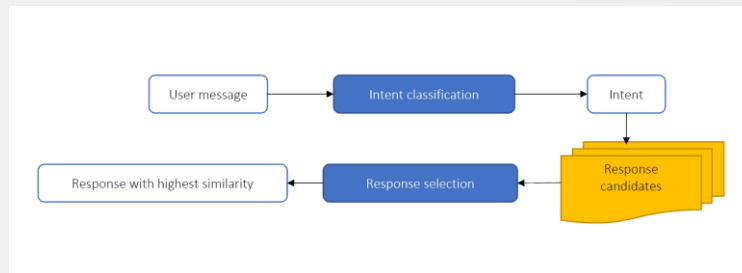 User message
Intent classification
Intent
Response
candidates
Response selection
Response with highest similarity